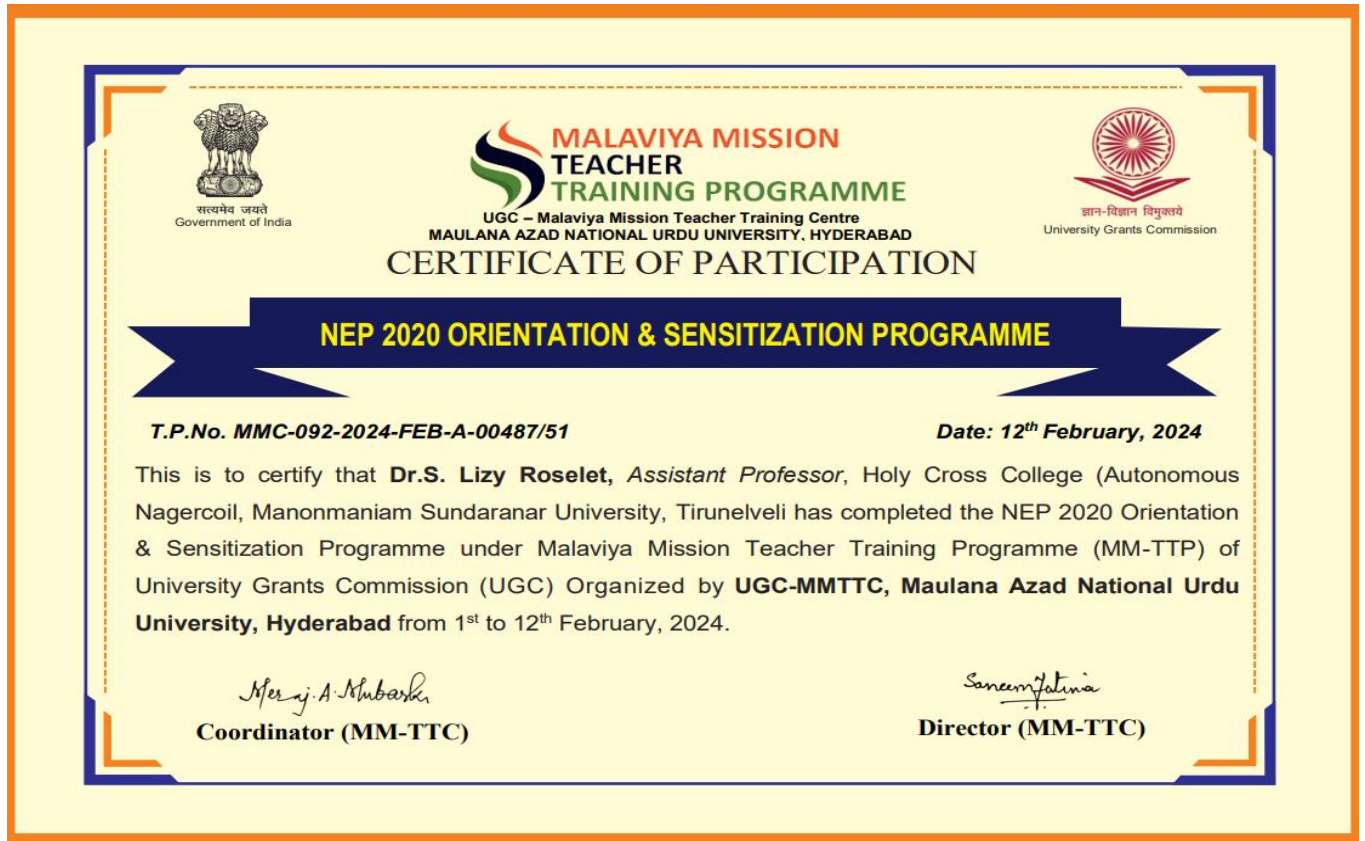 सत्यमेव जयते
Government of India
MALAVIYA MISSION
TEACHER
TRAINING PROGRAMME
UGC – Malaviya Mission Teacher Training Centre
MAULANA AZAD NATIONAL URDU UNIVERSITY, HYDERABAD
ज्ञान-विज्ञान विमुक्तये
University Grants Commission
CERTIFICATE OF PARTICIPATION
NEP 2020 ORIENTATION & SENSITIZATION PROGRAMME
T.P.No. MMC-092-2024-FEB-A-00487/51 Date: 12th February, 2024
This is to certify that Dr.S. Lizy Roselet, Assistant Professor, Holy Cross College (Autonomous
Nagercoil, Manonmaniam Sundaranar University, Tirunelveli has completed the NEP 2020 Orientation
& Sensitization Programme under Malaviya Mission Teacher Training Programme (MM-TTP) of
University Grants Commission (UGC) Organized by UGC-MMTTC, Maulana Azad National Urdu
University, Hyderabad from 1st to 12th February, 2024.
Coordinator (MM-TTC) Director (MM-TTC)